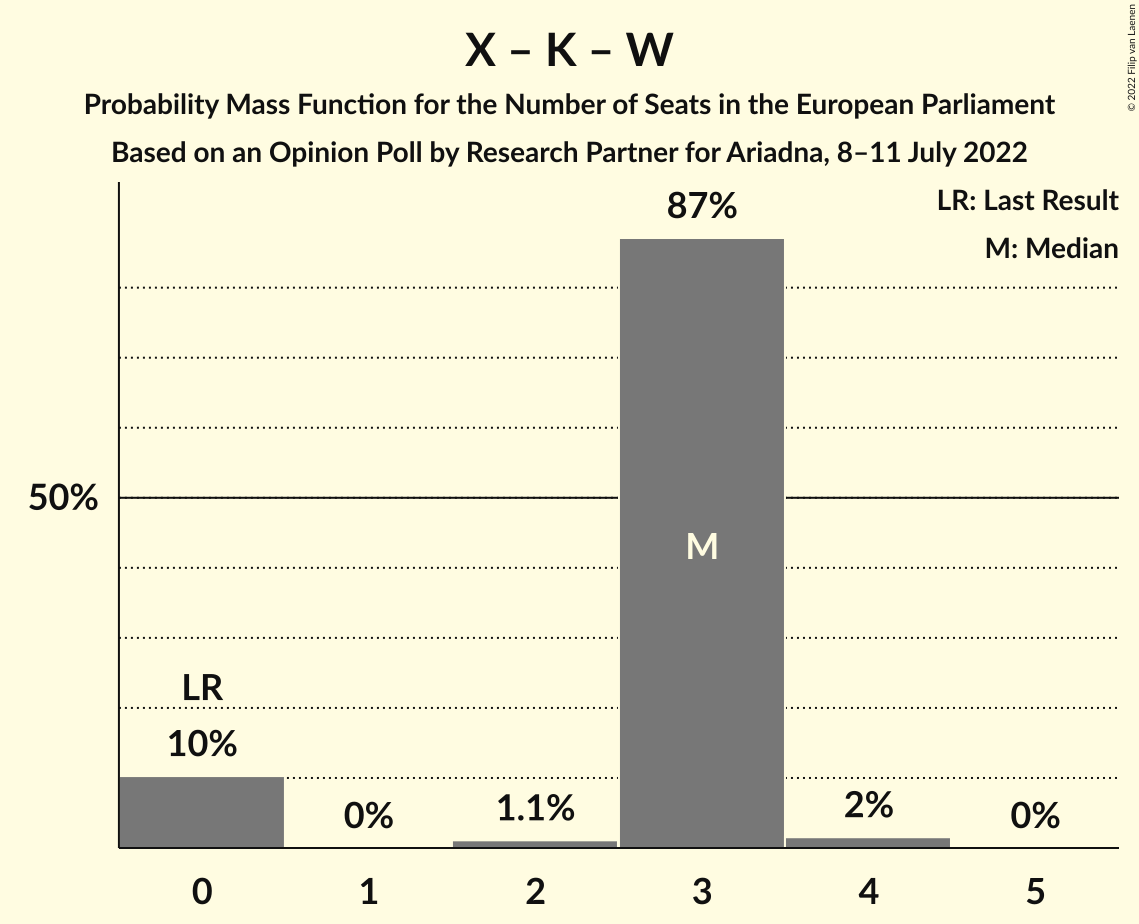 X – K – W
Probability Mass Function for the Number of Seats in the European Parliament
Based on an Opinion Poll by Research Partner for Ariadna, 8–11 July 2022
© 2022 Filip van Laenen
LR: Last Result
M: Median
87%
50%
M
LR
10%
0%
1.1%
2%
0%
0 1 2 3 4 5